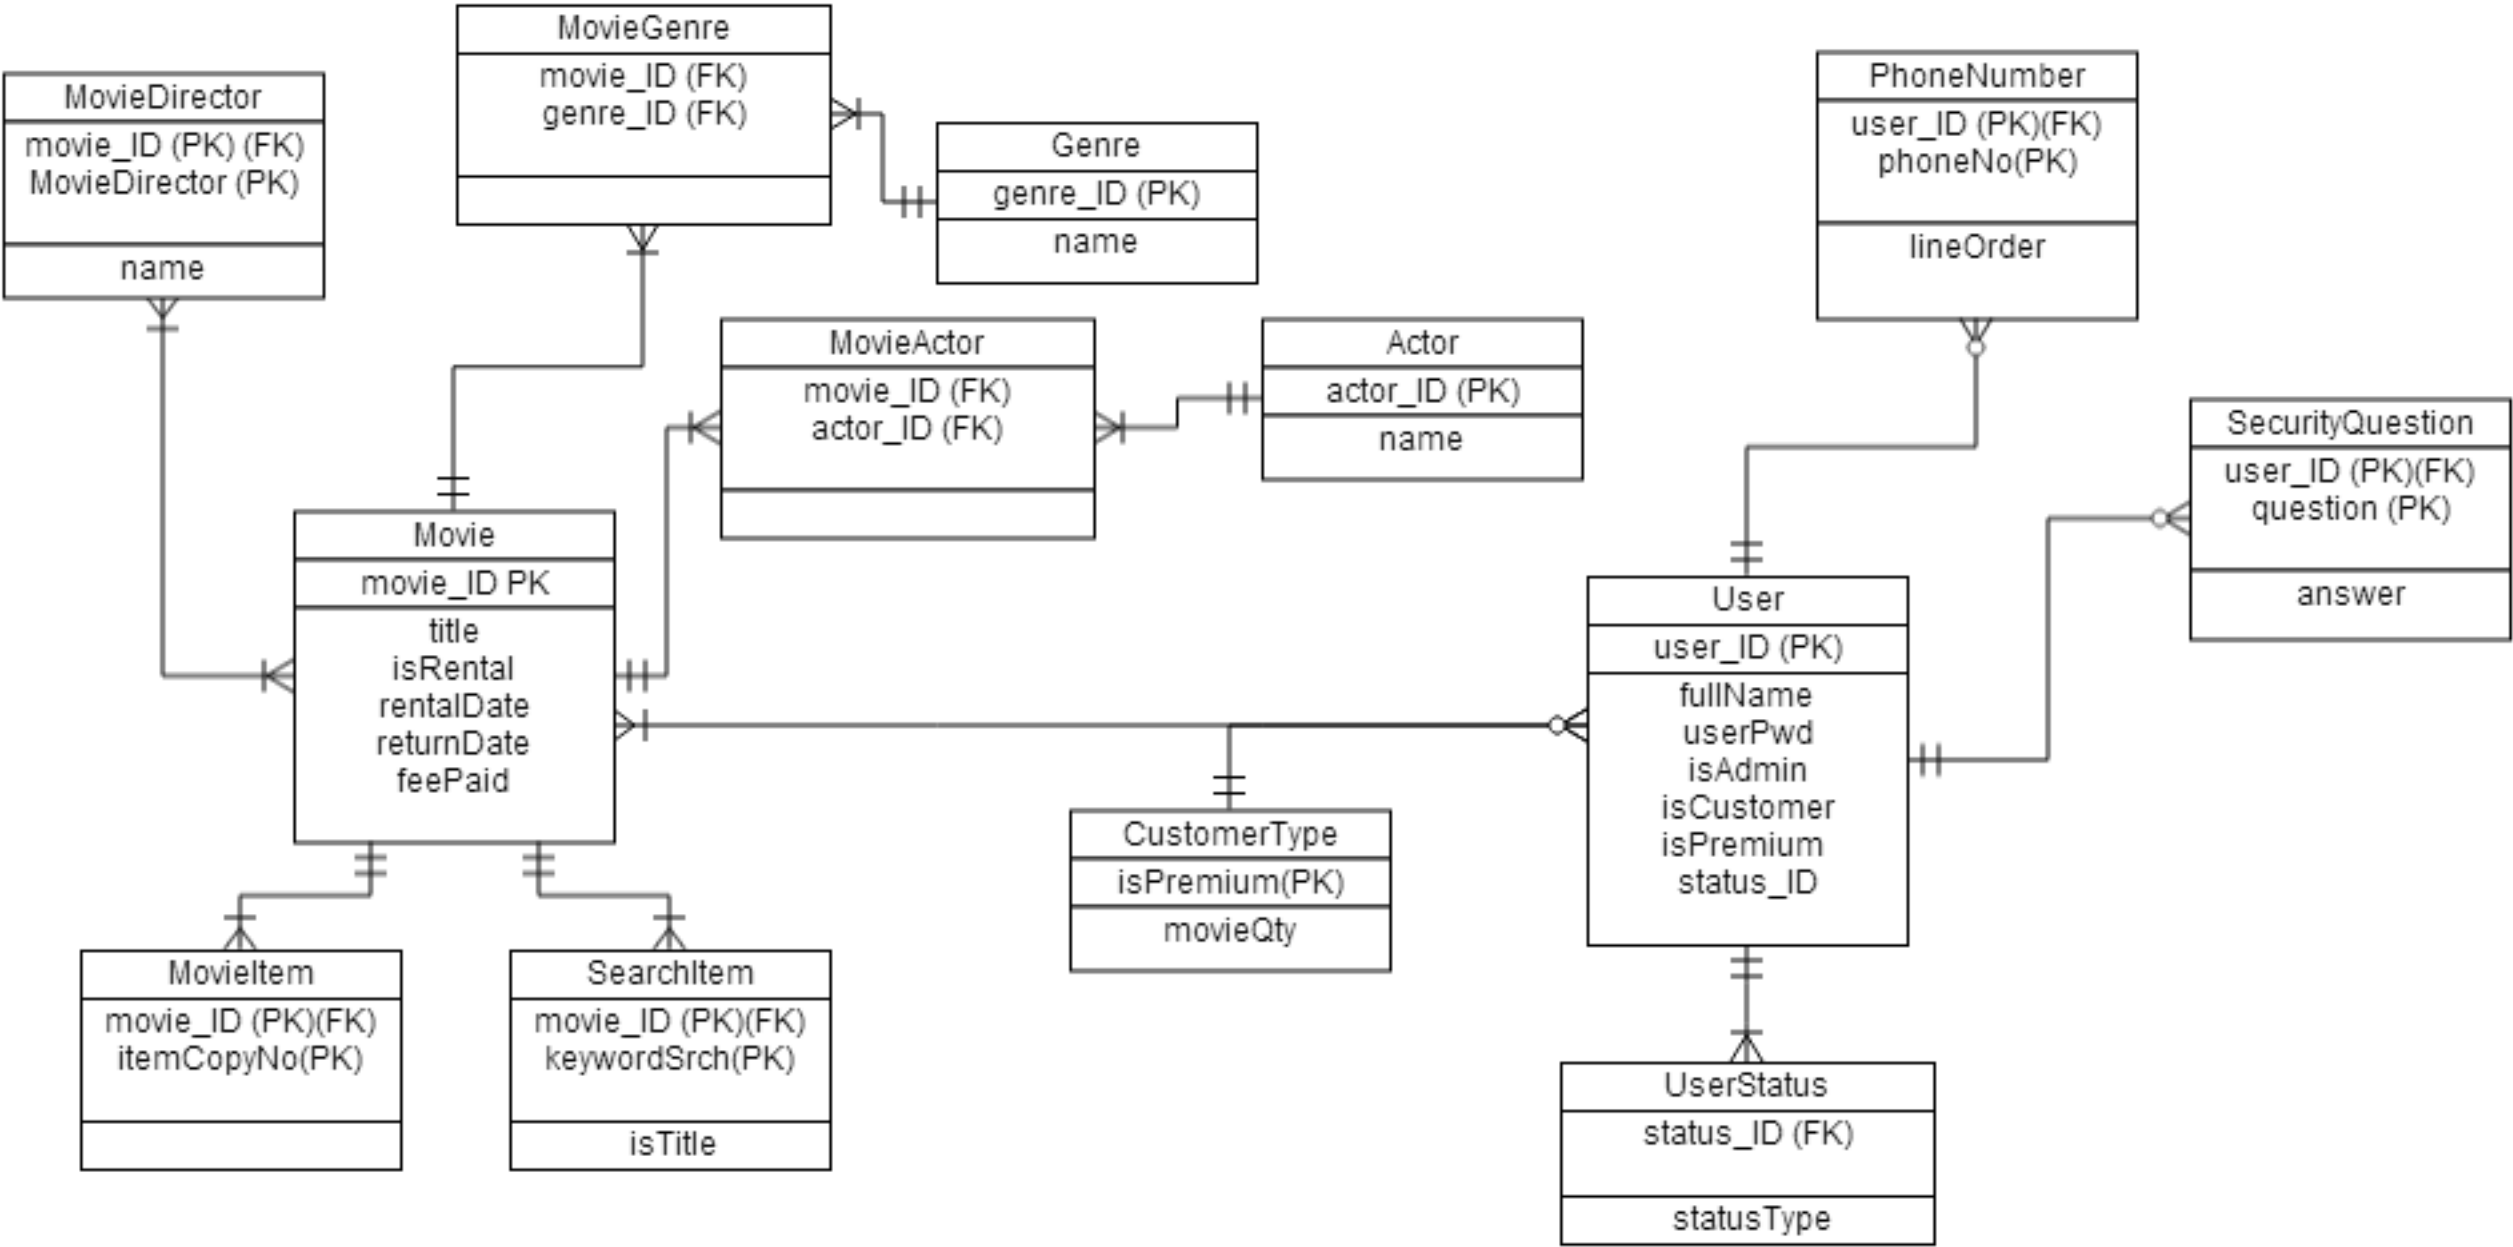 MovieGenre
movie_ID (FK)
genre_ID (FK)
MovieDirector
movie_ID (PK) (FK)
MovieDirector (PK)
name
Genre
genre_ID (PK)
name
PhoneNumber
user_ID (PK)(FK)
phoneNo(PK)
lineOrder
MovieActor
movie_ID (FK)
actor_ID (FK)
Actor
actor_ID (PK)
name
SecurityQuestion
user_ID (PK)(FK)
question (PK)
answer
Movie
movie_ID PK
title
isRental
rentalDate
returnDate
feePaid
User
user_ID (PK)
fullName
userPwd
isAdmin
isCustomer
isPremium
status_ID
CustomerType
isPremium(PK)
movieQty
MovieItem
movie_ID (PK)(FK)
itemCopyNo(PK)
SearchItem
movie_ID (PK)(FK)
keywordSrch(PK)
isTitle
UserStatus
status_ID (FK)
statusType